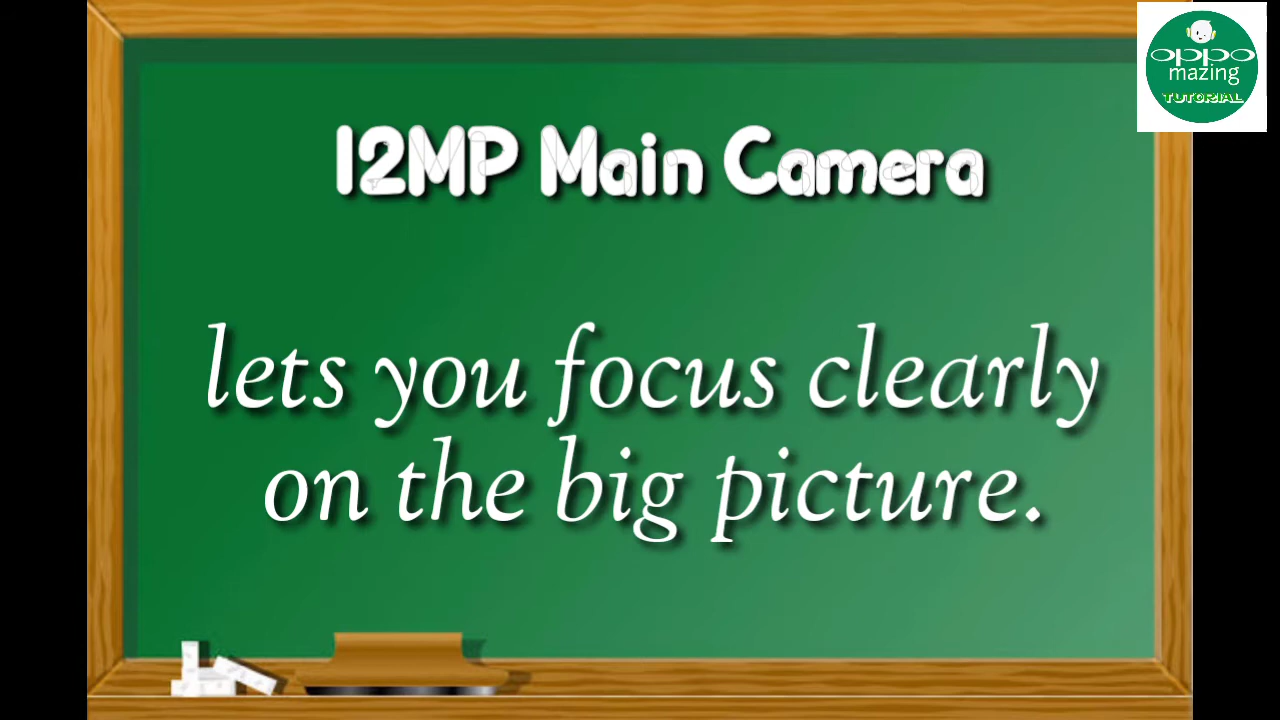 oppo
mazing
TUTORIAL
12MP Main Camera
lets you focus clearly
on the big picture.